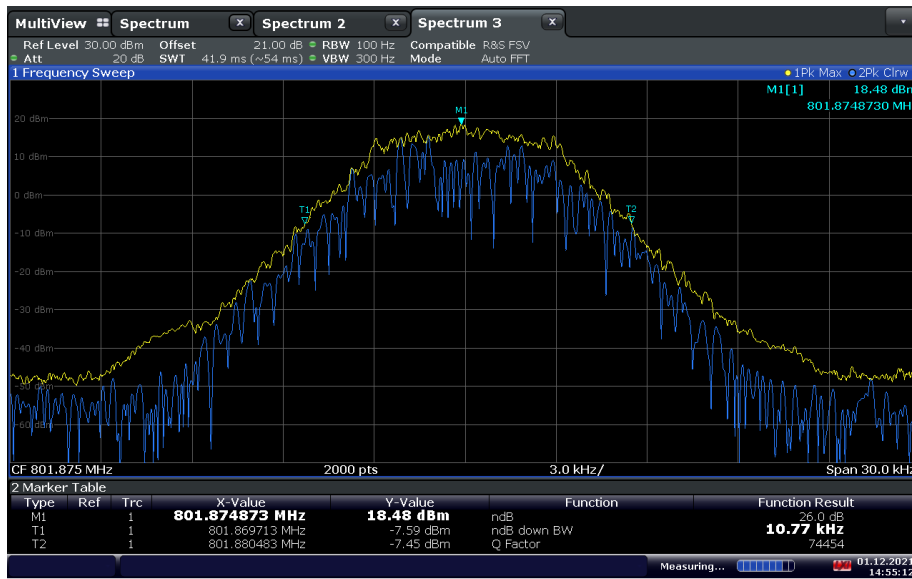 MultiView Spectrum X Spectrum 2 X Spectrum 3 X
Ref Level 30.00 dBm Offset 21.00 dB RBW 100 Hz Compatible R&S FSV
Att 20 dB SWT 41.9 ms (~54 ms) VBW 300 Hz Mode Auto FFT
1 Frequency Sweep 1Pk Max 2Pk Clrw
M1[1] 18.48 dBm
801.8748730 MHz
M1
20 dBm
10 dBm
0 dBm
T1 T2
-10 dBm
-20 dBm
-30 dBm
-40 dBm
-50 dBm
-60 dBm
CF 801.875 MHz 2000 pts 3.0 kHz/ Span 30.0 kHz
2 Marker Table
Type Ref Trc X-Value Y-Value Function Function Result
M1 1 801.874873 MHz 18.48 dBm ndB 26.0 dB
T1 1 801.869713 MHz -7.59 dBm ndB down BW 10.77 kHz
T2 1 801.880483 MHz -7.45 dBm Q Factor 74454
Measuring... 01.12.2021
14:55:12